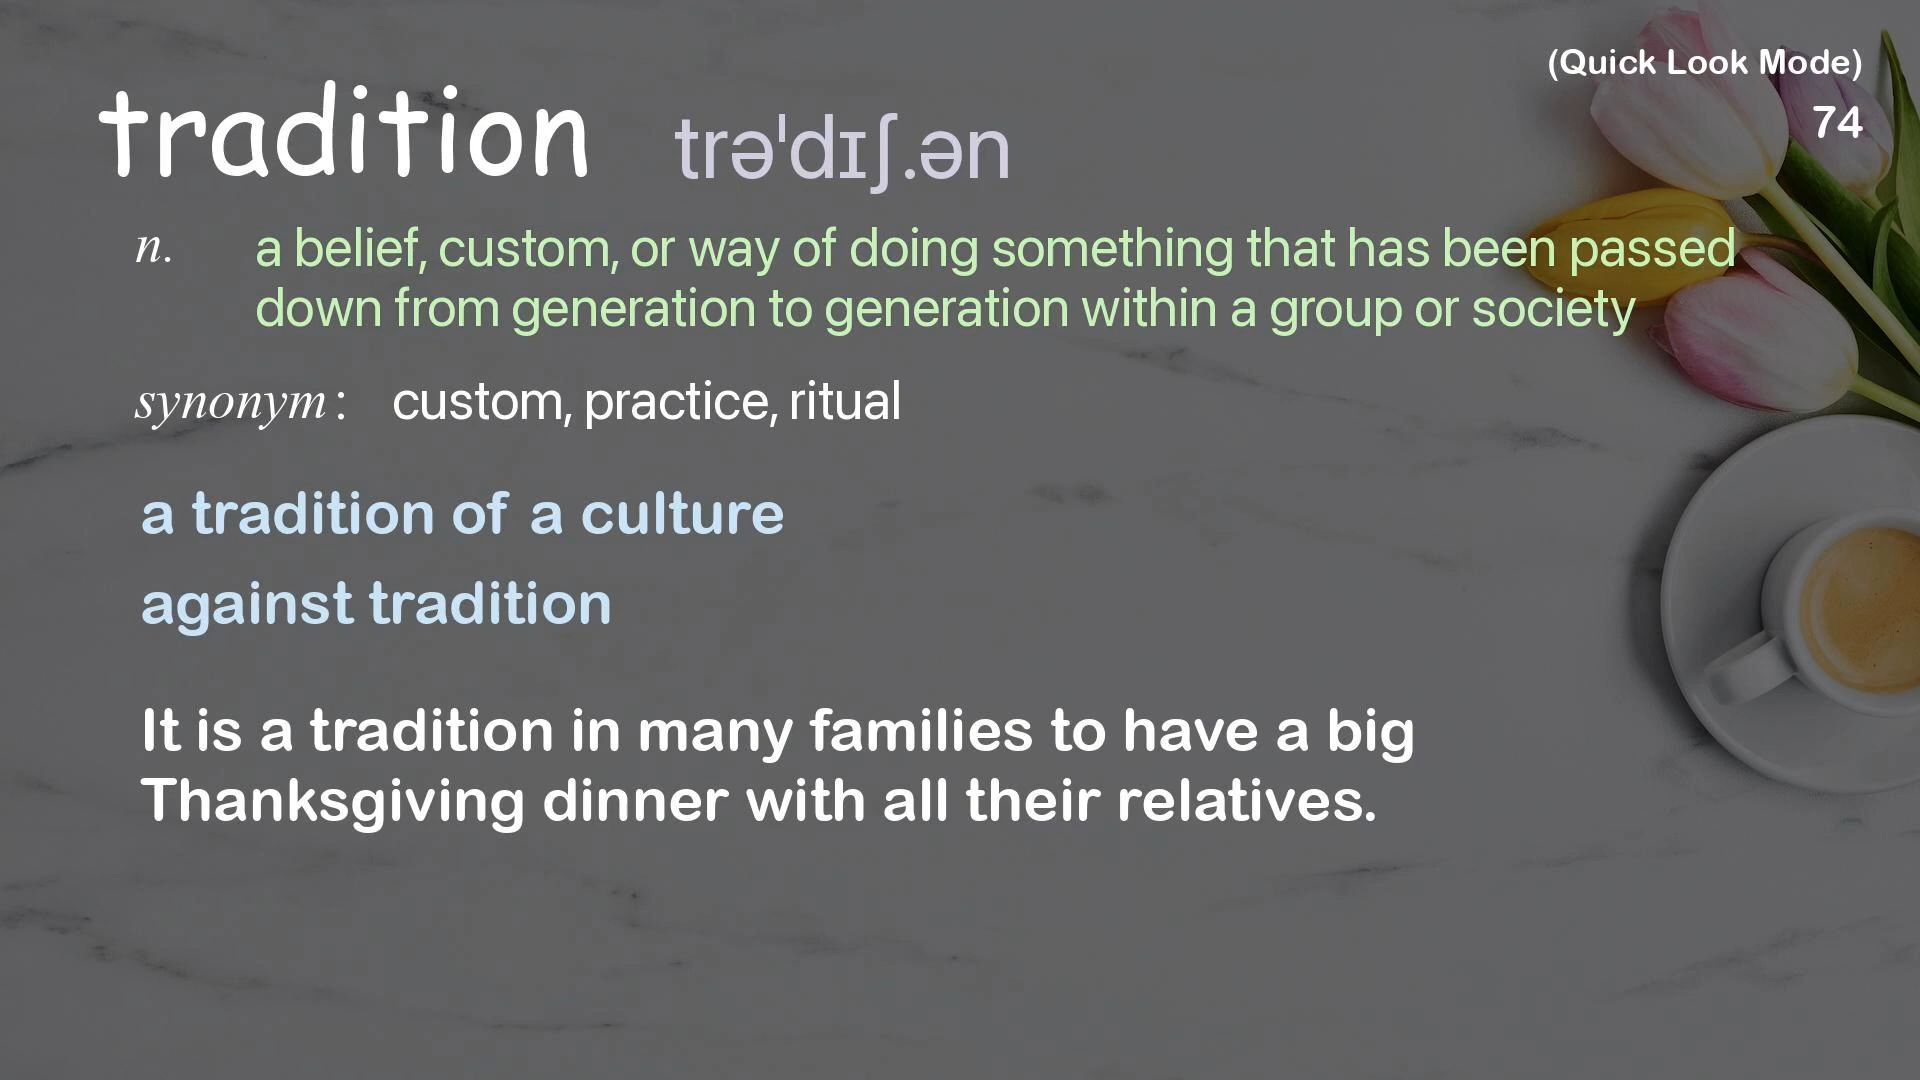 (Quick Look Mode)
74
tradition trəˈdɪʃ.ən
n. a belief, custom, or way of doing something that has been passed
down from generation to generation within a group or society
synonym: custom, practice, ritual
a tradition of a culture
against tradition
It is a tradition in many families to have a big
Thanksgiving dinner with all their relatives.